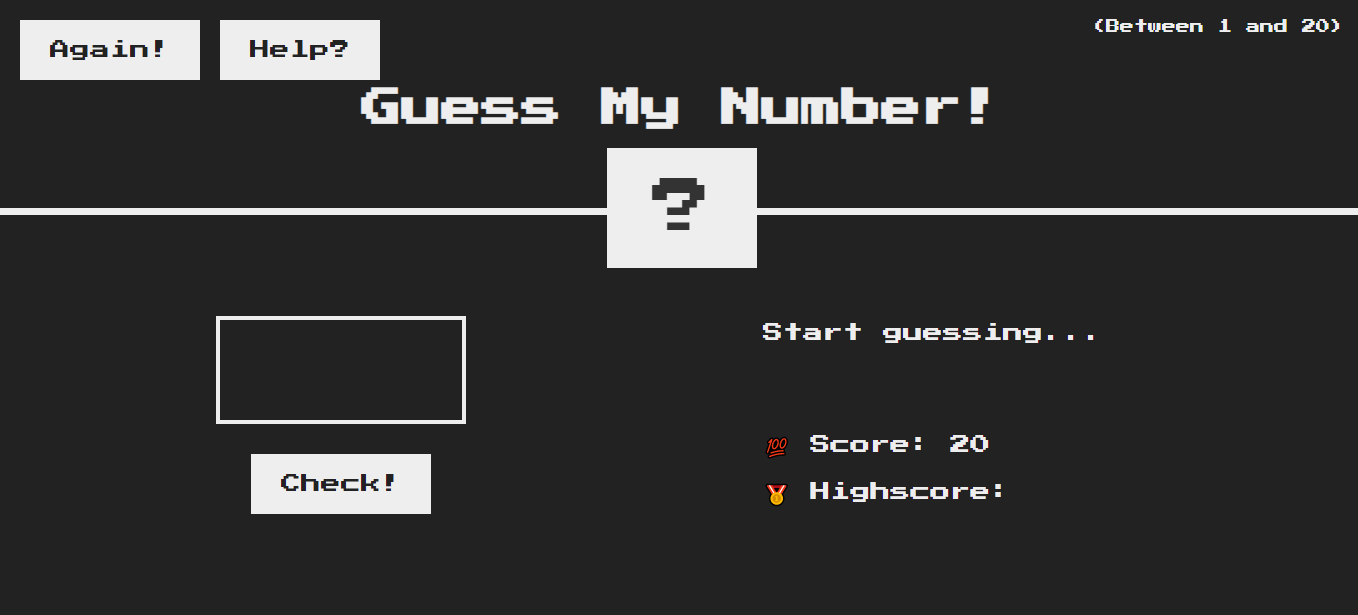 Again!
Help?
(Between 1 and 20)
Guess My Number!
?
Start guessing...
💯 Score: 20
🥇 Highscore:
Check!